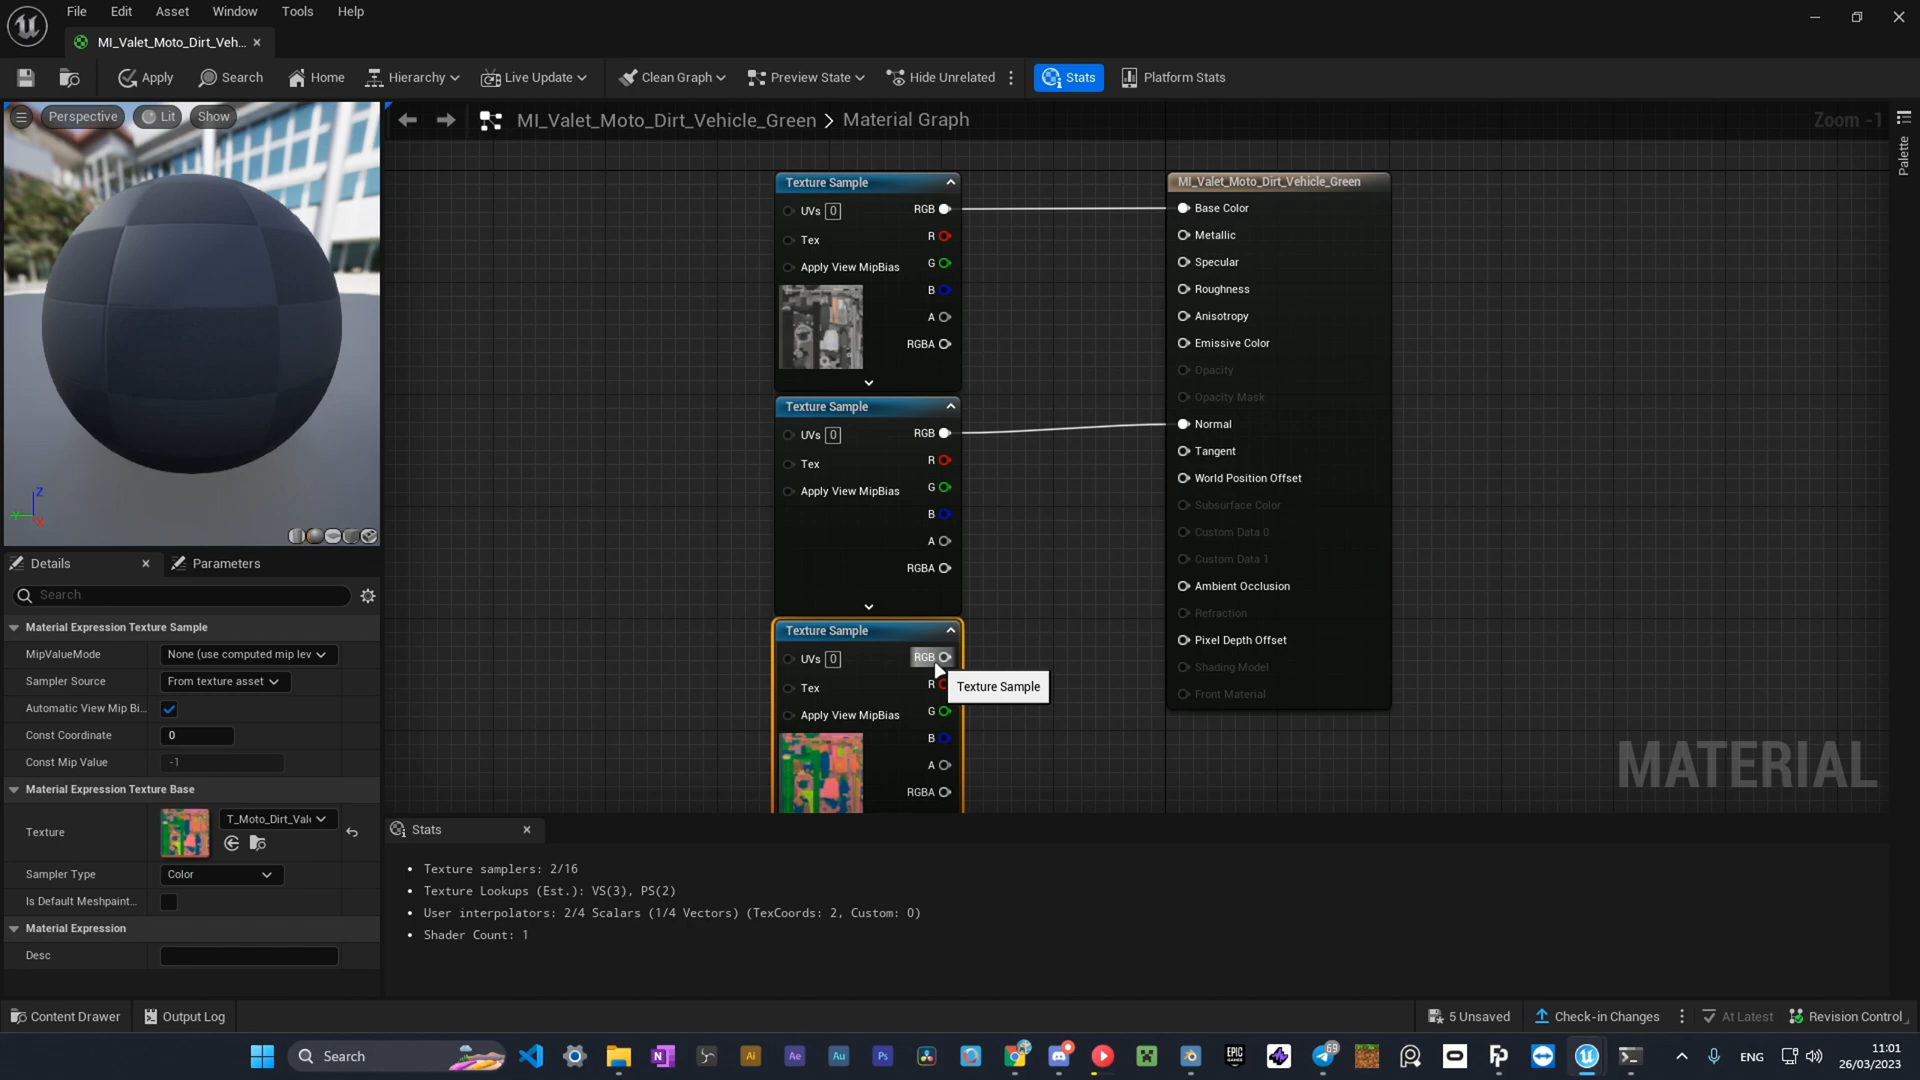 File Edit Asset Window Tools Help
MI_Valet_Moto_Dirt_Veh...
Apply Search Home Hierarchy Live Update Clean Graph Preview State Hide Unrelated Stats Platform Stats
Perspective Lit Show
MI_Valet_Moto_Dirt_Vehicle_Green > Material Graph
Zoom -1
Palette
Texture Sample
UVs 0 RGB
R
Tex
G
Apply View MipBias
B
A
RGBA
Texture Sample
UVs 0 RGB
R
Tex
G
Apply View MipBias
B
A
RGBA
Texture Sample
UVs 0 RGB
R
Tex
G
Apply View MipBias
B
A
RGBA
Texture Sample
MI_Valet_Moto_Dirt_Vehicle_Green
Base Color
Metallic
Specular
Roughness
Anisotropy
Emissive Color
Opacity
Opacity Mask
Normal
Tangent
World Position Offset
Subsurface Color
Custom Data 0
Custom Data 1
Ambient Occlusion
Refraction
Pixel Depth Offset
Shading Model
Front Material
MATERIAL
Z
Y
X
Details Parameters
Search
Material Expression Texture Sample
MipValueMode None (use computed mip lev
Sampler Source From texture asset
Automatic View Mip Bi...
Const Coordinate 0
Const Mip Value -1
Material Expression Texture Base
Texture T_Moto_Dirt_Val
Sampler Type Color
Is Default Meshpaint...
Material Expression
Desc
Stats
Texture samplers: 2/16
Texture Lookups (Est.): VS(3), PS(2)
User interpolators: 2/4 Scalars (1/4 Vectors) (TexCoords: 2, Custom: 0)
Shader Count: 1
Content Drawer Output Log 5 Unsaved Check-in Changes At Latest Revision Control
Search Ai Ae Au Ps EPIC GAMES 69 ENG 11:01
26/03/2023